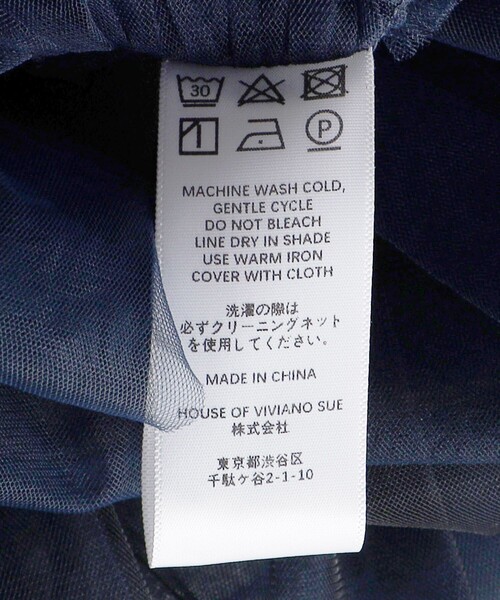 30
P
MACHINE WASH COLD,
GENTLE CYCLE
DO NOT BLEACH
LINE DRY IN SHADE
USE WARM IRON
COVER WITH CLOTH
洗濯の際は
必ずクリーニングネット
を使用してください。
MADE IN CHINA
HOUSE OF VIVIANO SUE
株式会社
東京都渋谷区
千駄ケ谷2-1-10